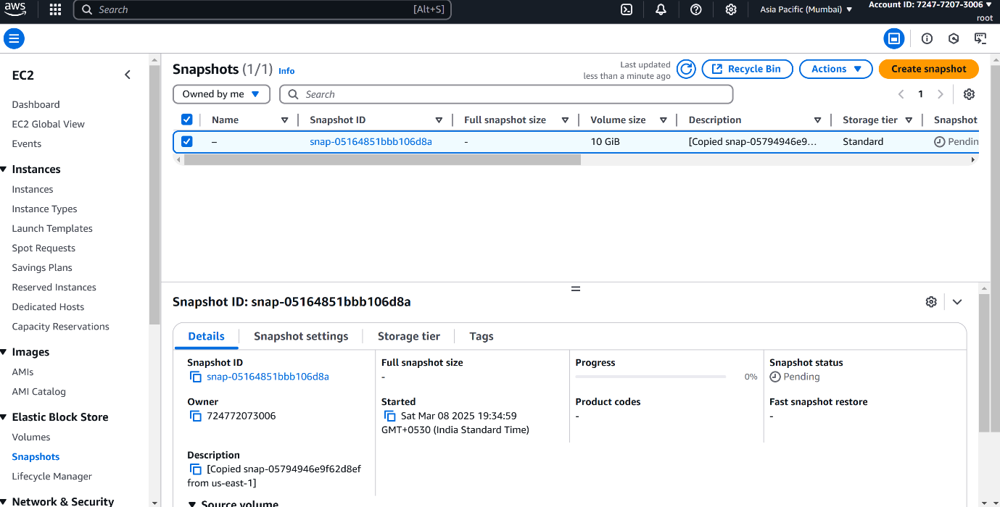 aws
Search [Alt+S]
Asia Pacific (Mumbai)
Account ID: 7247-7207-3006
root
EC2
Dashboard
EC2 Global View
Events
Instances
Instances
Instance Types
Launch Templates
Spot Requests
Savings Plans
Reserved Instances
Dedicated Hosts
Capacity Reservations
Images
AMIs
AMI Catalog
Elastic Block Store
Volumes
Snapshots
Lifecycle Manager
Network & Security
Snapshots (1/1) Info
Last updated
less than a minute ago
Recycle Bin
Actions
Create snapshot
Owned by me
Search
1
Name Snapshot ID Full snapshot size Volume size Description Storage tier Snapshot
– snap-05164851bbb106d8a - 10 GiB [Copied snap-05794946e9... Standard Pendin
Snapshot ID: snap-05164851bbb106d8a
Details Snapshot settings Storage tier Tags
Snapshot ID
snap-05164851bbb106d8a
Full snapshot size
-
Progress
0%
Snapshot status
Pending
Owner
724772073006
Started
Sat Mar 08 2025 19:34:59
GMT+0530 (India Standard Time)
Product codes
-
Fast snapshot restore
-
Description
[Copied snap-05794946e9f62d8ef
from us-east-1]
Source volume